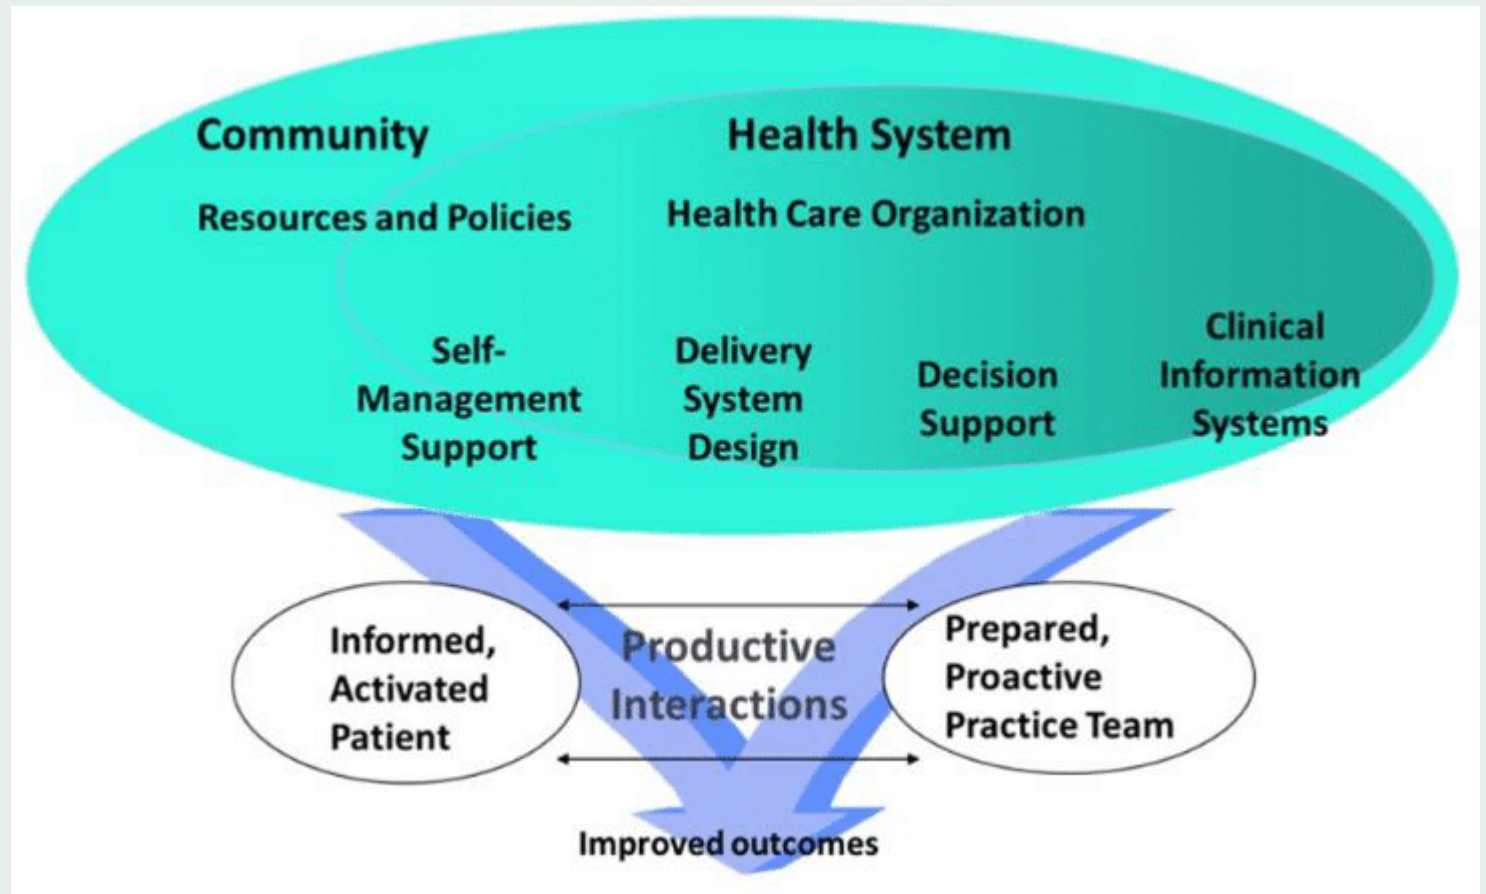 Community
Health System
Resources and Policies
Health Care Organization
Self-
Management
Support
Delivery
System
Design
Decision
Support
Clinical
Information
Systems
Informed,
Activated
Patient
Productive
Interactions
Prepared,
Proactive
Practice Team
Improved outcomes